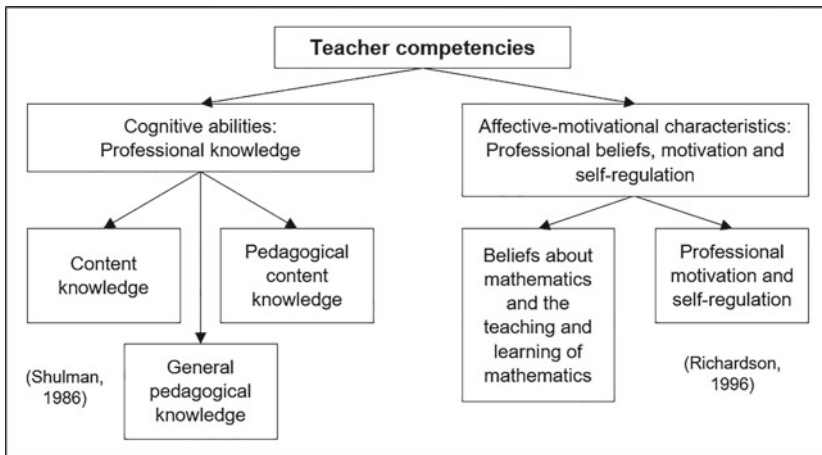 Teacher competencies
Cognitive abilities:
Professional knowledge
Affective-motivational characteristics:
Professional beliefs, motivation and
self-regulation
Content
knowledge
Pedagogical
content
knowledge
General
pedagogical
knowledge
(Shulman,
1986)
Beliefs about
mathematics
and the
teaching and
learning of
mathematics
Professional
motivation and
self-regulation
(Richardson,
1996)